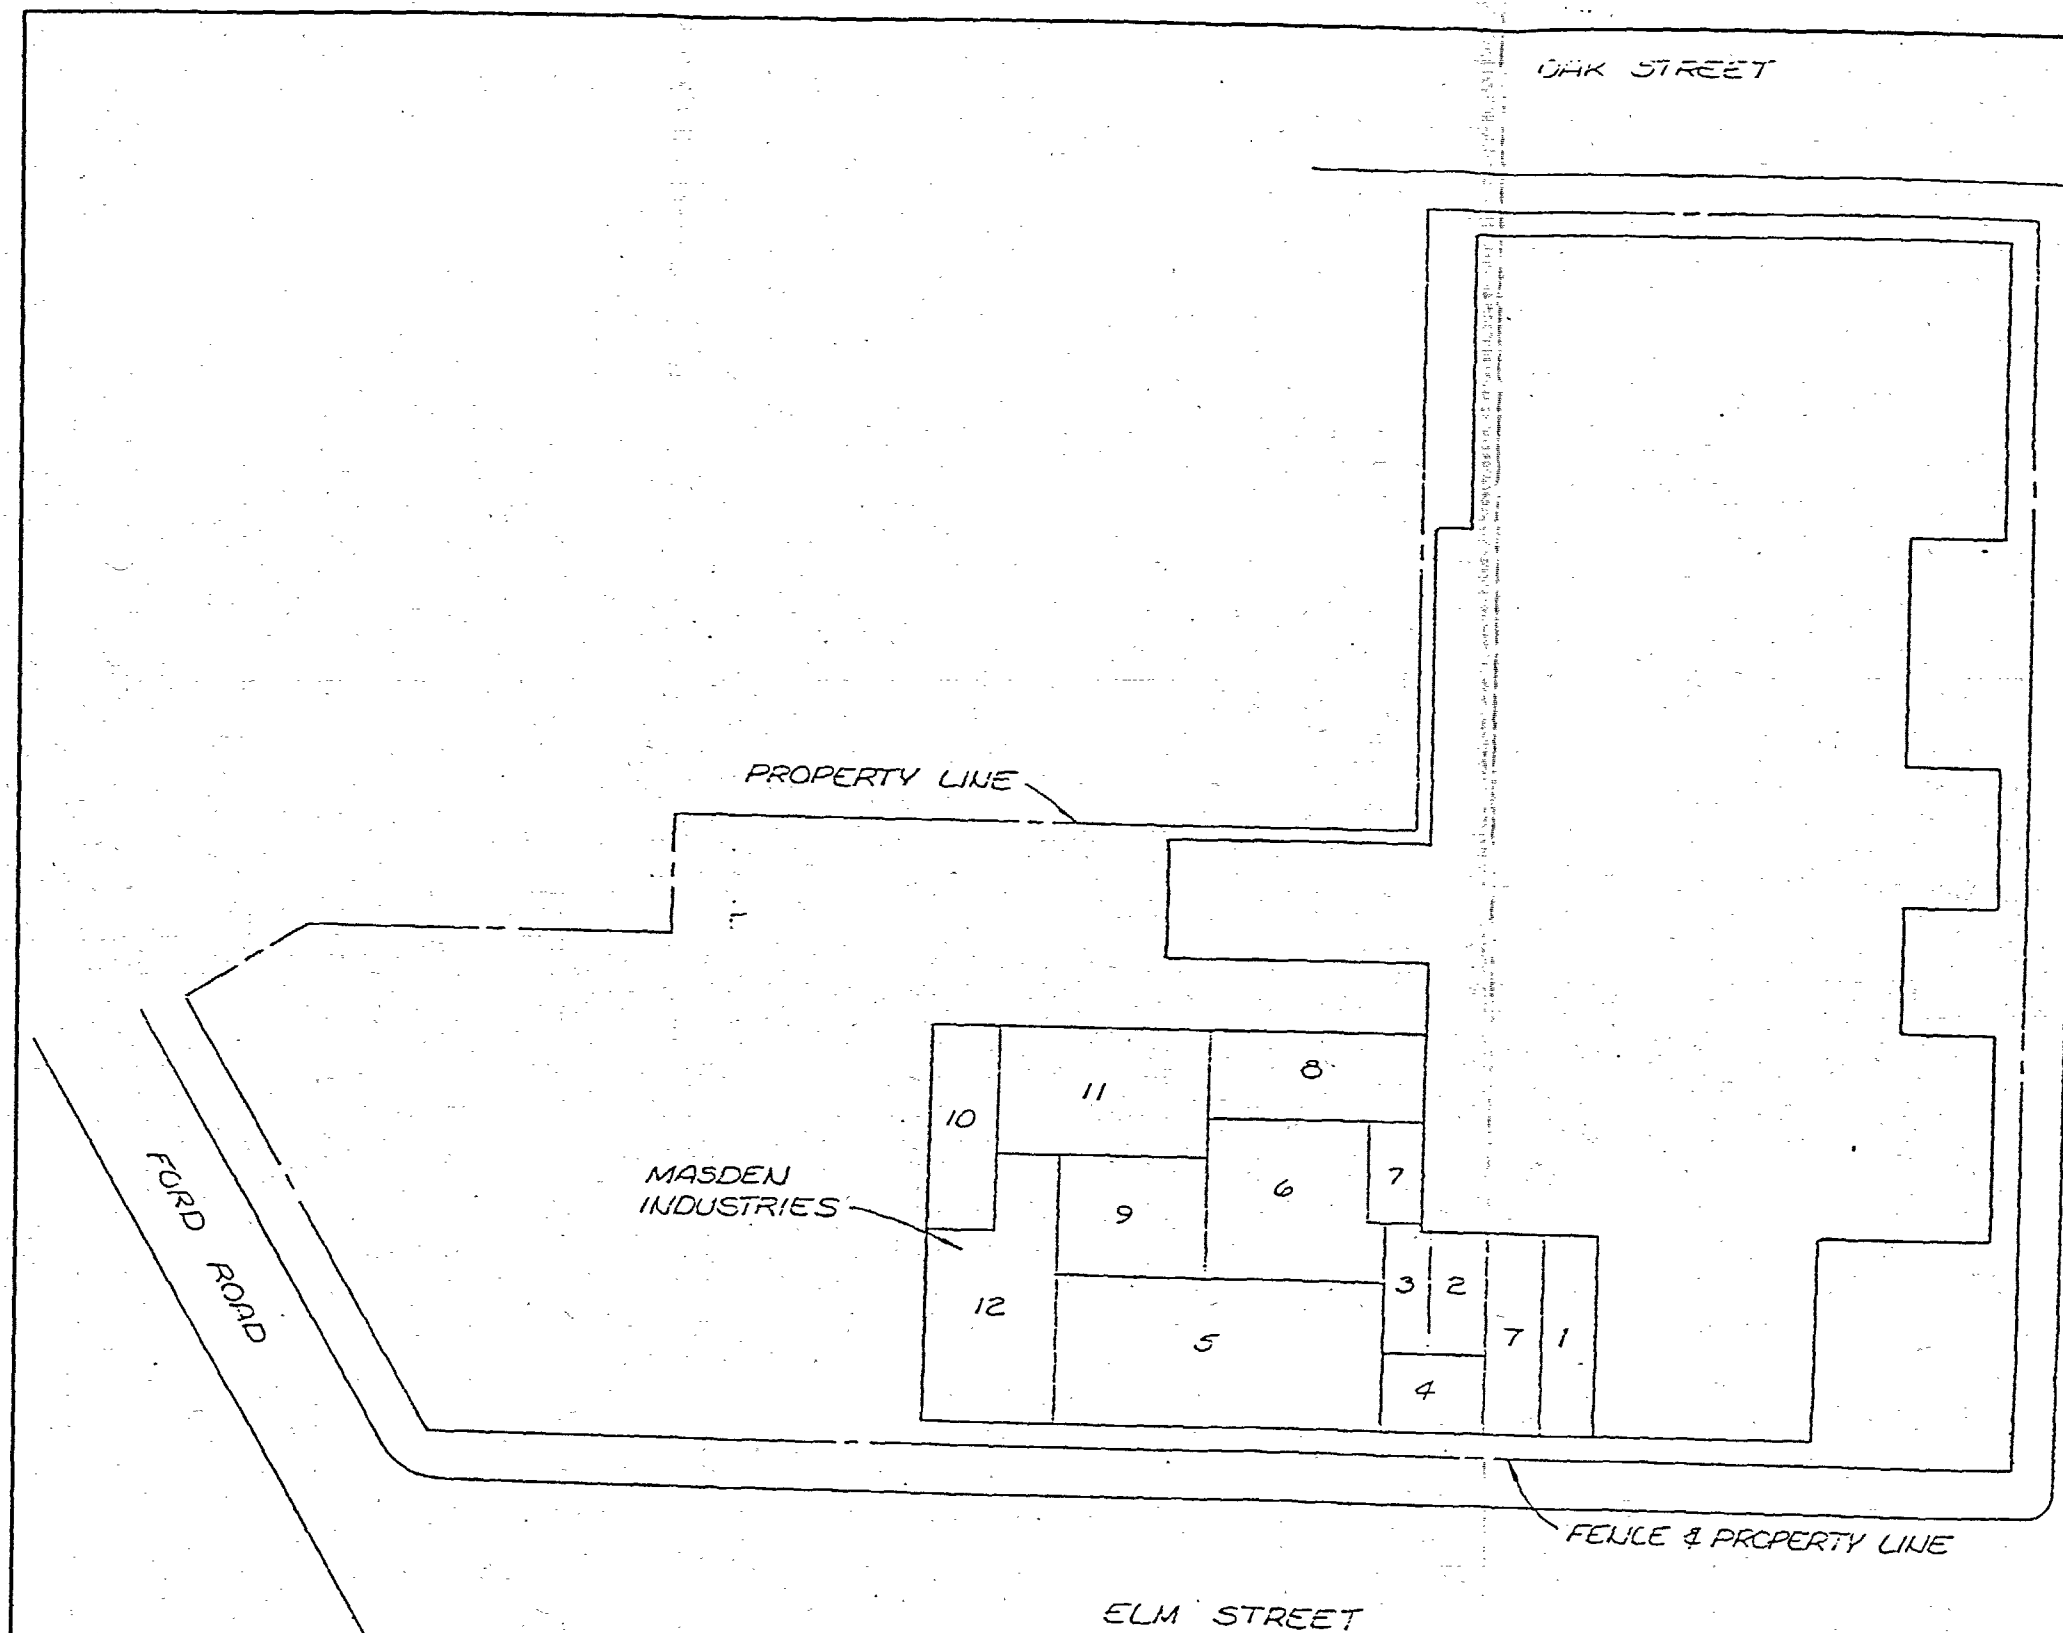 OAK STREET
PROPERTY LINE
8
11
10
MASDEN
INDUSTRIES
7
6
9
FORD ROAD
3
2
12
5
7
1
4
FENCE & PROPERTY LINE
ELM STREET